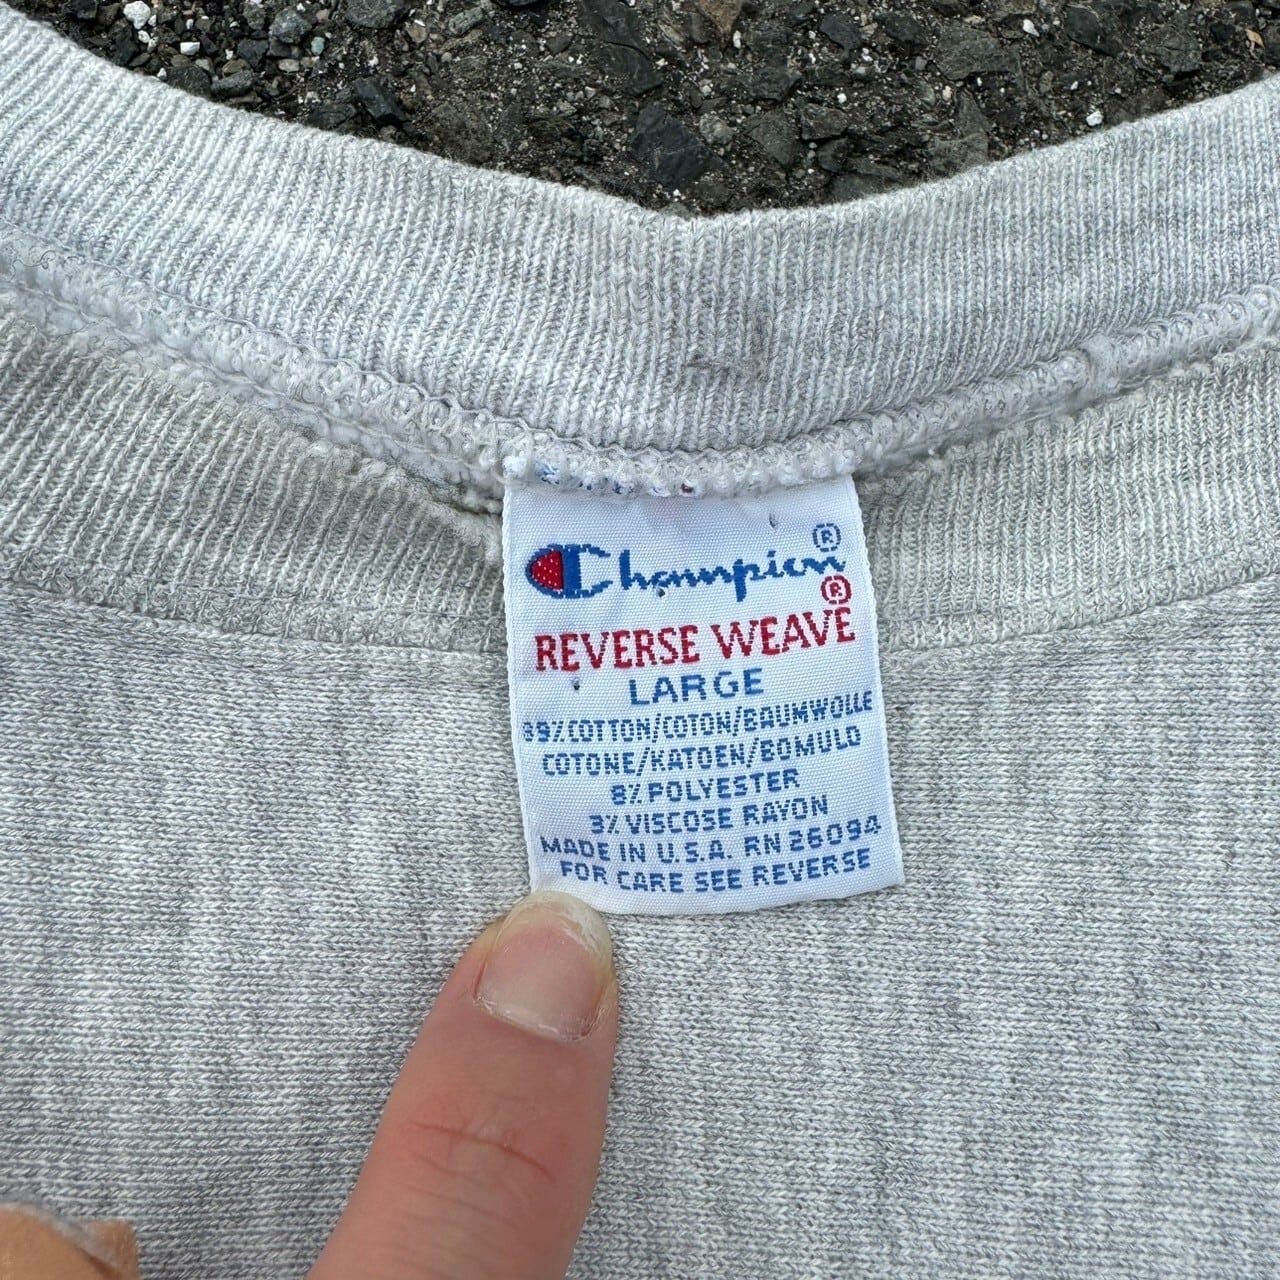 Champion®
®
REVERSE WEAVE
LARGE
89% COTTON/COTON/BAUMWOLLE
COTONE/KATOEN/BOMULD
8% POLYESTER
3% VISCOSE RAYON
MADE IN U.S.A. RN 26094
FOR CARE SEE REVERSE